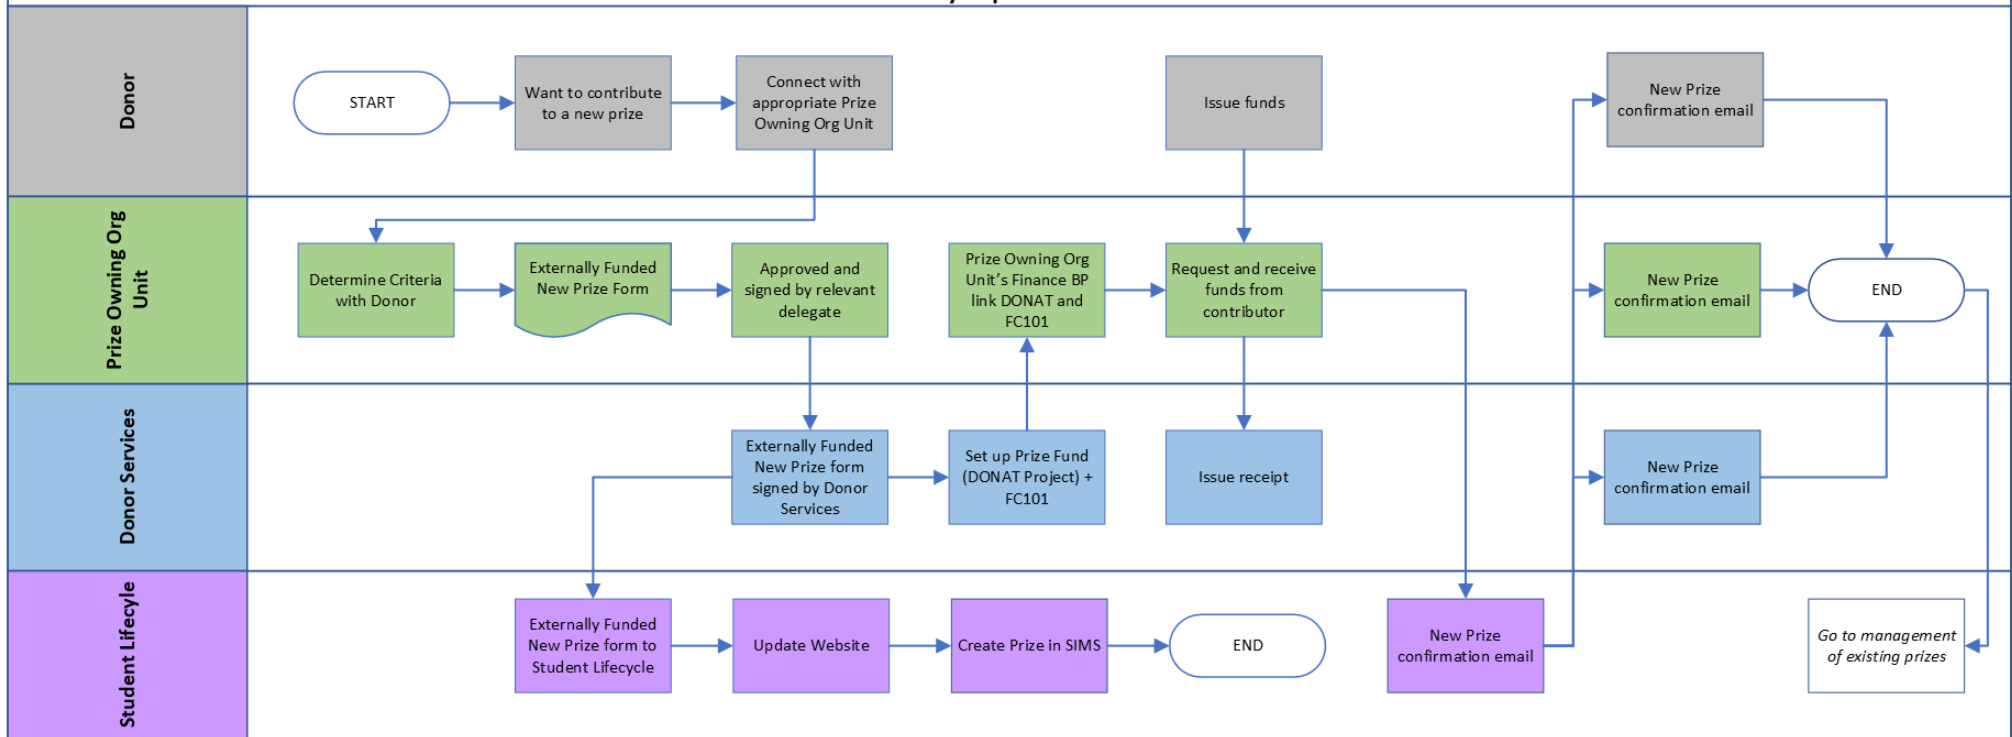 Donor
START
Want to contribute
to a new prize
Connect with
appropriate Prize
Owning Org Unit
Issue funds
New Prize
confirmation email
Prize Owning Org
Unit
Determine Criteria
with Donor
Externally Funded
New Prize Form
Approved and
signed by relevant
delegate
Prize Owning Org
Unit’s Finance BP
link DONAT and
FC101
Request and receive
funds from
contributor
New Prize
confirmation email
END
Donor Services
Externally Funded
New Prize form
signed by Donor
Services
Set up Prize Fund
(DONAT Project) +
FC101
Issue receipt
New Prize
confirmation email
Student Lifecyle
Externally Funded
New Prize form to
Student Lifecycle
Update Website
Create Prize in SIMS
END
New Prize
confirmation email
Go to management
of existing prizes